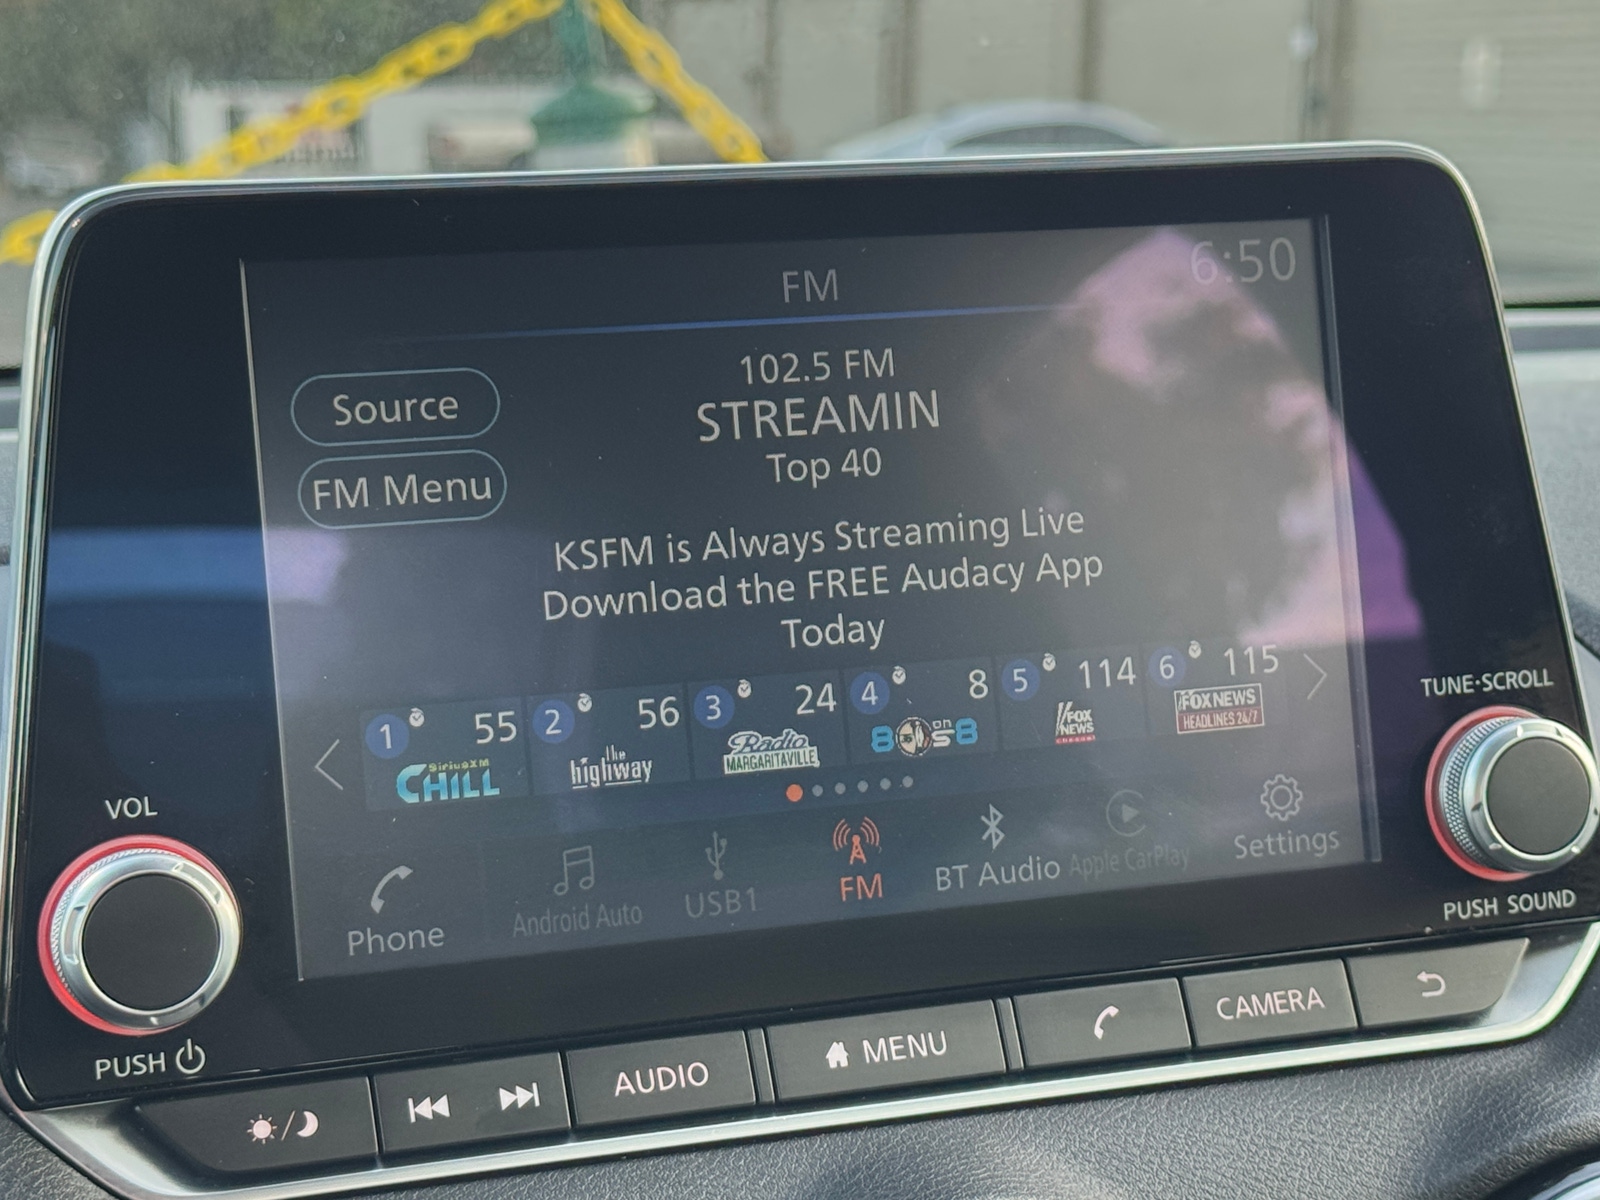 FM
6:50
102.5 FM
STREAMIN
Top 40
Source
FM Menu
KSFM is Always Streaming Live
Download the FREE Audacy App
Today
1 55 2 56 3 24 4 8 5 114 6 115
SiriusXM
CHILL
the
highway
Radio
MARGARITAVILLE
80s on 8
FOX
NEWS
channel
FOX NEWS
HEADLINES 24/7
Phone
Android Auto
USB1
FM
BT Audio
Apple CarPlay
Settings
VOL
PUSH
TUNE·SCROLL
PUSH SOUND
AUDIO
MENU
CAMERA